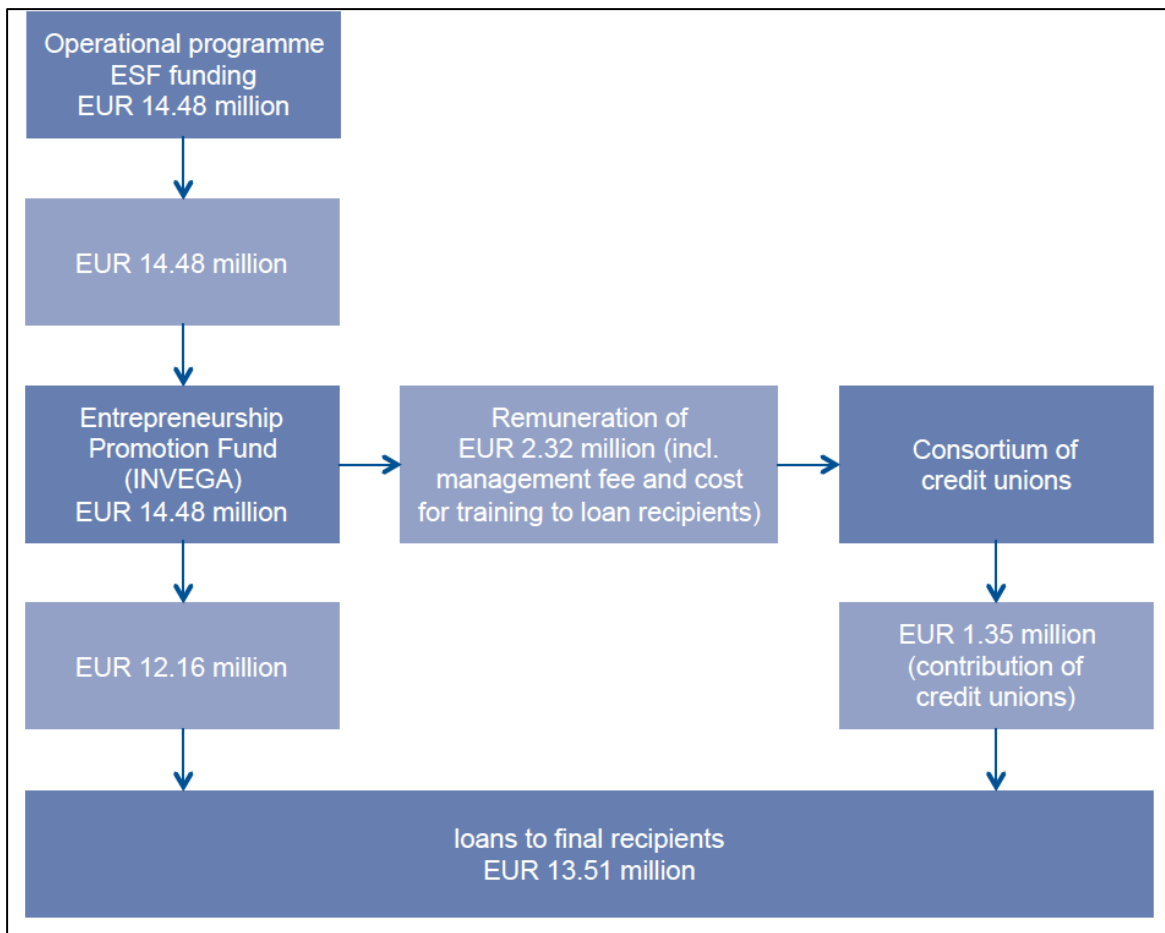 Operational programme
ESF funding
EUR 14.48 million
EUR 14.48 million
Entrepreneurship
Promotion Fund
(INVEGA)
EUR 14.48 million
Remuneration of
EUR 2.32 million (incl.
management fee and cost
for training to loan recipients)
Consortium of
credit unions
EUR 12.16 million
EUR 1.35 million
(contribution of
credit unions)
loans to final recipients
EUR 13.51 million